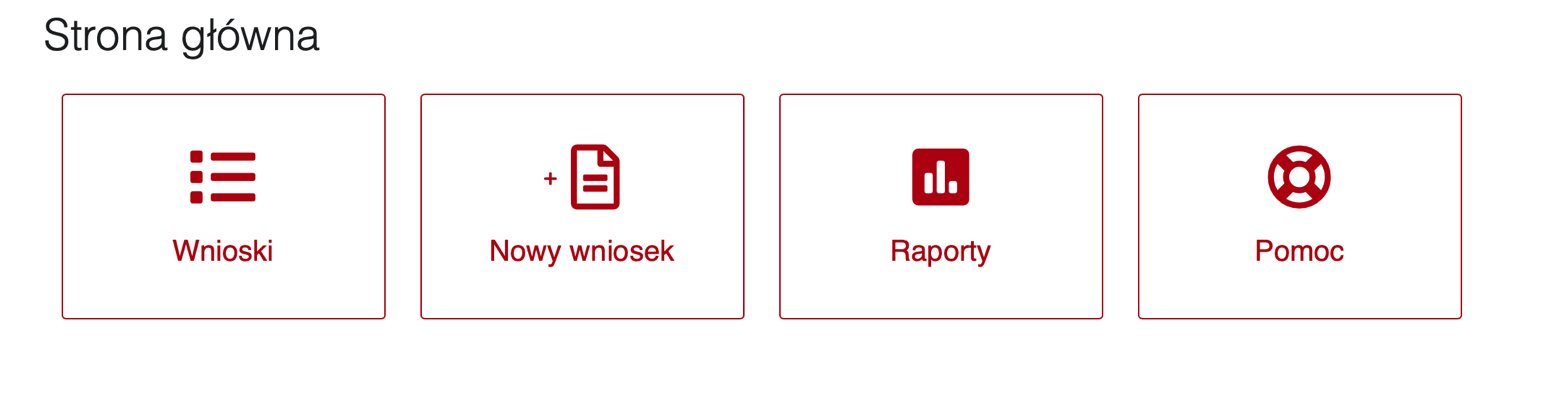 Strona główna
Wnioski
+
Nowy wniosek
Raporty
Pomoc